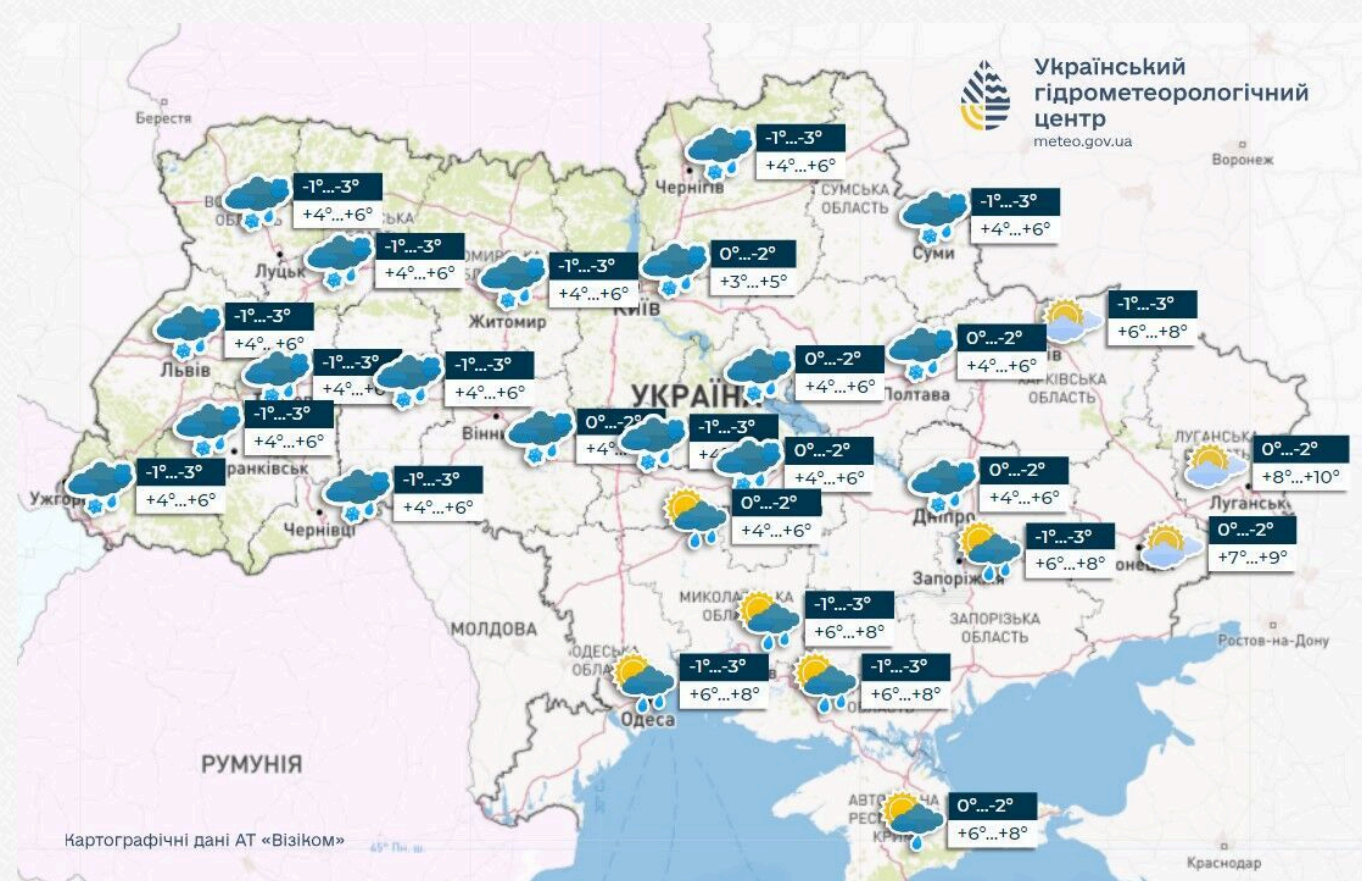 Український
гідрометеорологічний
центр
meteo.gov.ua
Берестя
Воронеж
-1°...-3°
+4°...+6°
Чернігів
СУМСЬКА
ОБЛАСТЬ
-1°...-3°
+4°...+6°
-1°...-3°
+4°...+6°
Суми
Луцьк
-1°...-3°
+4°...+6°
-1°...-3°
+4°...+6°
Житомир
0°...-2°
+3°...+5°
КИЇВ
-1°...-3°
+6°...+8°
-1°...-3°
+4°...+6°
Львів
-1°...-3°
-1°...-3°
+4°...+6°
УКРАЇН
0°...-2°
+4°...+6°
0°...-2°
+4°...+6°
Полтава
ХАРКІВСЬКА
ОБЛАСТЬ
-1°...-3°
+4°...+6°
0°...-2°
-1°...-3°
0°...-2°
+4°...+6°
0°...-2°
+4°...+6°
Дніпро
ЛУГАНСЬКА
0°...-2°
+8°...+10°
Луганськ
-1°...-3°
+4°...+6°
-1°...-3°
+4°...+6°
Чернівці
0°...-2°
+4°...+6°
-1°...-3°
+6°...+8°
Запоріжжя
0°...-2°
+7°...+9°
МОЛДОВА
-1°...-3°
+6°...+8°
ЗАПОРІЗЬКА
ОБЛАСТЬ
Ростов-на-Дону
ОДЕСЬКА
-1°...-3°
+6°...+8°
Одеса
-1°...-3°
+6°...+8°
ОБЛАСТЬ
РУМУНІЯ
0°...-2°
+6°...+8°
КРИМ
Картографічні дані АТ «Візіком»
45° Пн. ш.
Краснодар